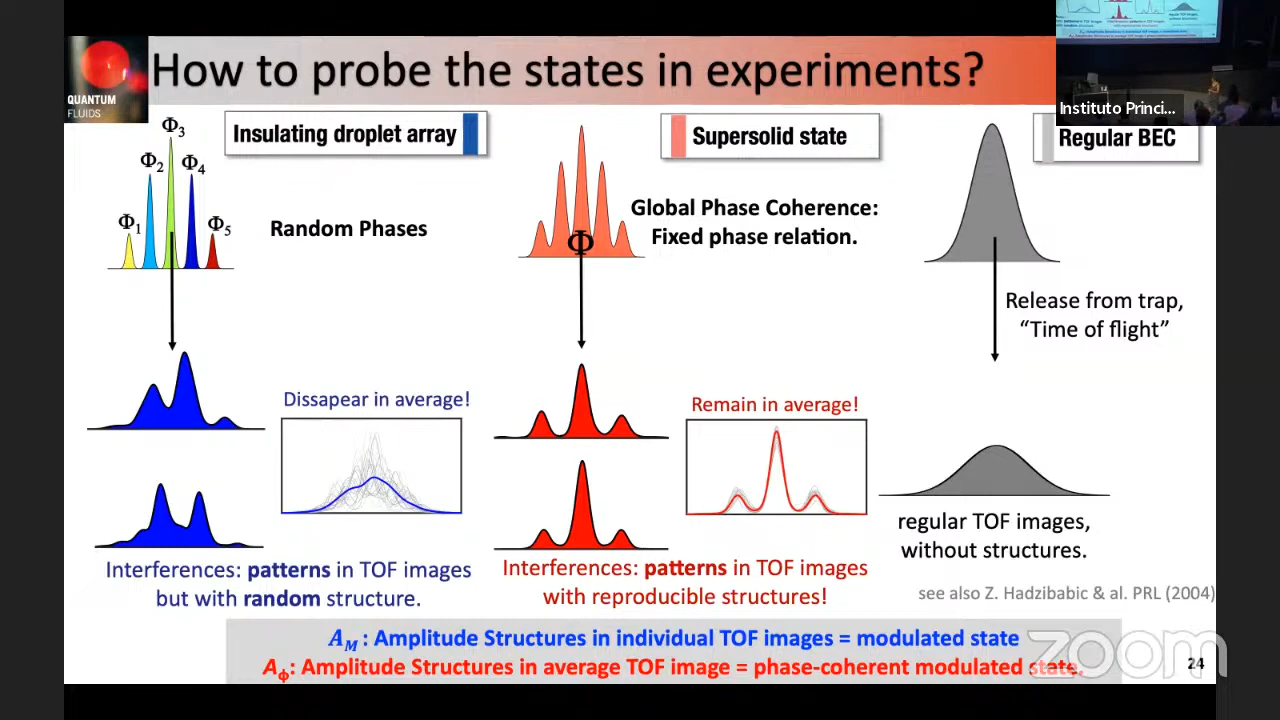 How to probe the states in experiments?
QUANTUM
FLUIDS
Instituto Princi...
Insulating droplet array
Supersolid state
Regular BEC
Φ1
Φ2
Φ3
Φ4
Φ5
Random Phases
Φ
Global Phase Coherence:
Fixed phase relation.
Release from trap,
“Time of flight”
Dissapear in average!
Remain in average!
Interferences: patterns in TOF images
but with random structure.
Interferences: patterns in TOF images
with reproducible structures!
regular TOF images,
without structures.
see also Z. Hadzibabic & al. PRL (2004)
AM : Amplitude Structures in individual TOF images = modulated state
Aϕ: Amplitude Structures in average TOF image = phase-coherent modulated state.
zoom
24